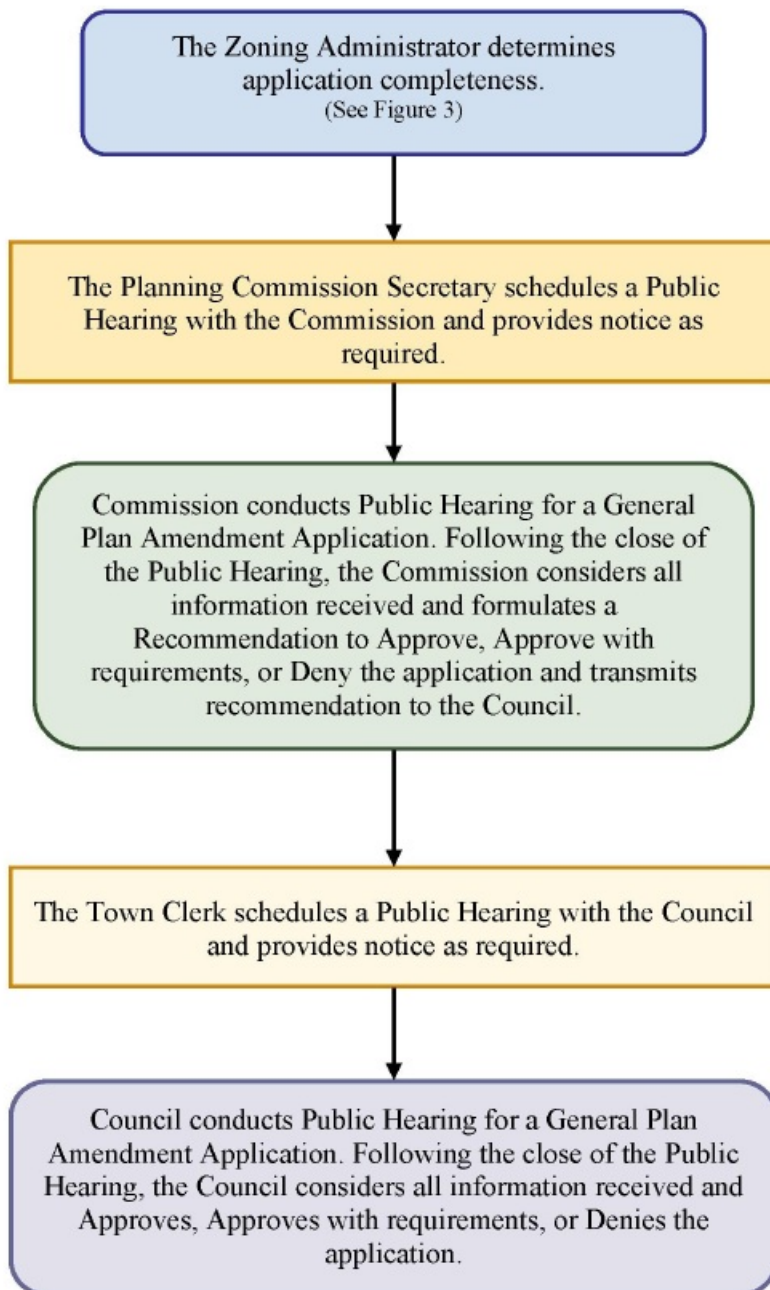 The Zoning Administrator determines
application completeness.
(See Figure 3)
The Planning Commission Secretary schedules a Public
Hearing with the Commission and provides notice as
required.
Commission conducts Public Hearing for a General
Plan Amendment Application. Following the close of
the Public Hearing, the Commission considers all
information received and formulates a
Recommendation to Approve, Approve with
requirements, or Deny the application and transmits
recommendation to the Council.
The Town Clerk schedules a Public Hearing with the Council
and provides notice as required.
Council conducts Public Hearing for a General Plan
Amendment Application. Following the close of the Public
Hearing, the Council considers all information received and
Approves, Approves with requirements, or Denies the
application.